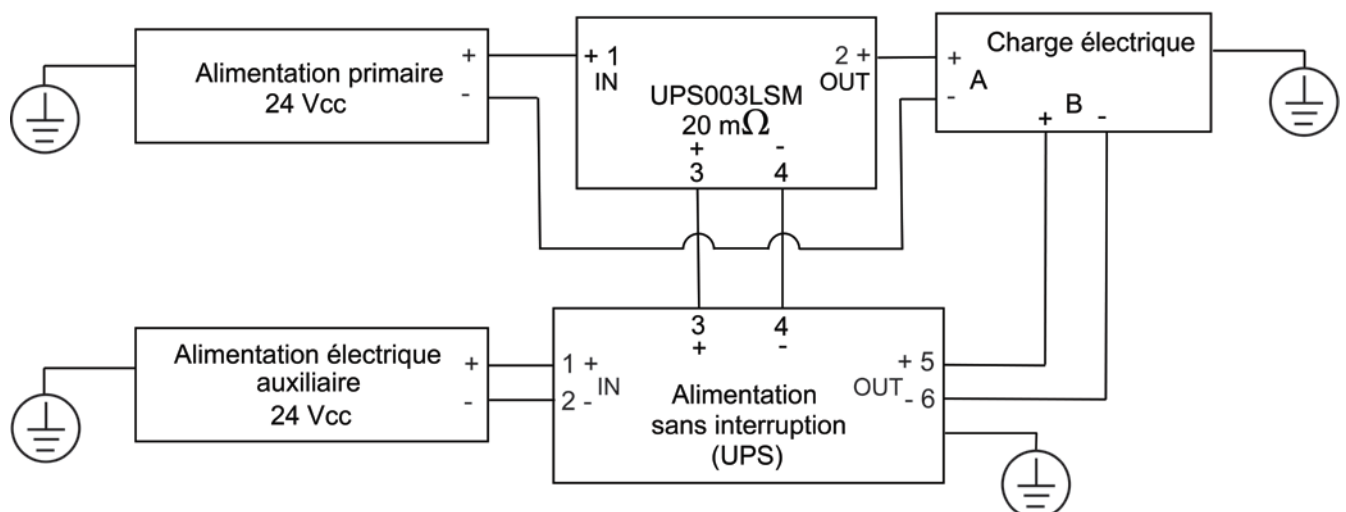 Alimentation primaire
24 Vcc
+
-
+ 1
IN
2 +
OUT
UPS003LSM
20 mΩ
+ -
3 4
Charge électrique
+
A
-
+ B -
Alimentation électrique
auxiliaire
24 Vcc
+
-
3 4
+ -
1 +
IN
2 -
+ 5
OUT
- 6
Alimentation
sans interruption
(UPS)